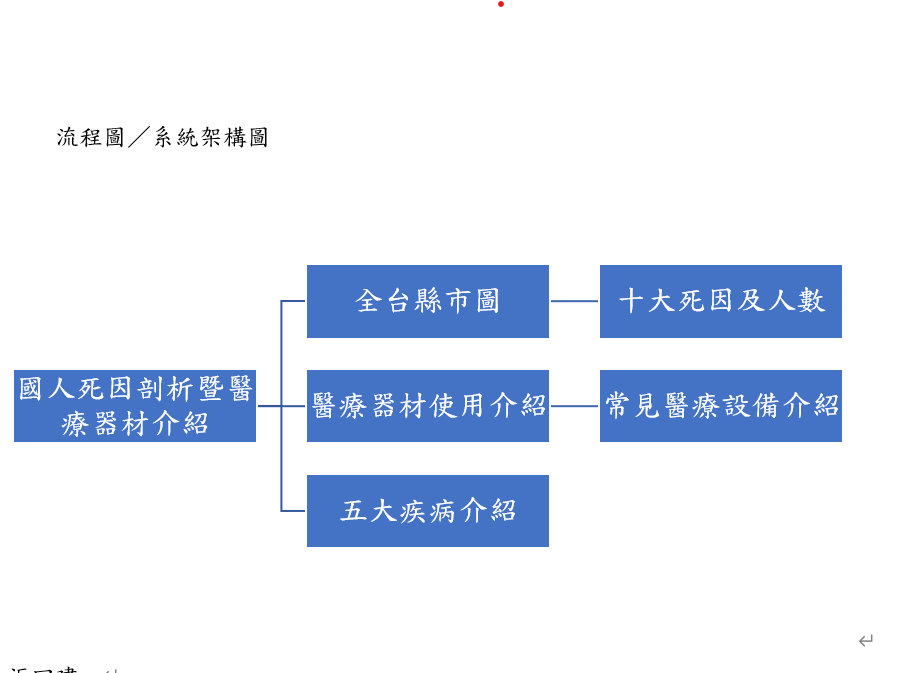 流程圖／系統架構圖
全台縣市圖
十大死因及人數
國人死因剖析暨醫
療器材介紹
醫療器材使用介紹
常見醫療設備介紹
五大疾病介紹